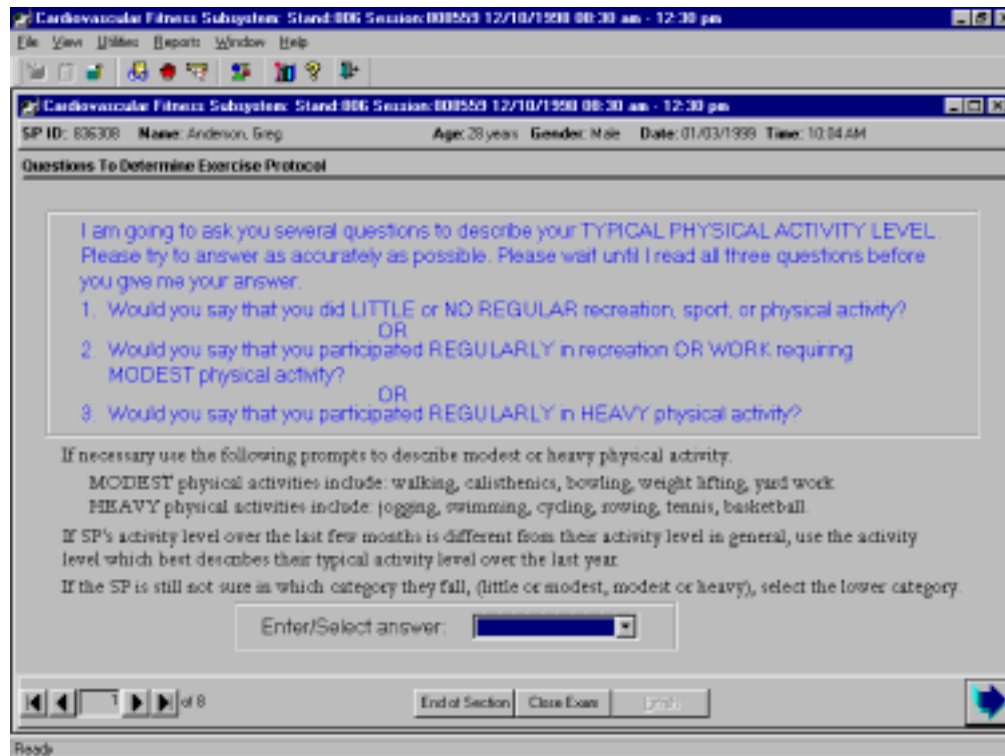 Cardiovascular Fitness Subsystem: Stand:006 Session:000559 12/10/1998 08:30 am - 12:30 pm
File View Utilities Reports Window Help
Cardiovascular Fitness Subsystem: Stand:006 Session:000559 12/10/1998 08:30 am - 12:30 pm
SP ID: 836308 Name: Anderson, Greg Age: 28 years Gender: Male Date: 01/03/1999 Time: 10:04 AM
Questions To Determine Exercise Protocol
I am going to ask you several questions to describe your TYPICAL PHYSICAL ACTIVITY LEVEL.
Please try to answer as accurately as possible. Please wait until I read all three questions before
you give me your answer.
1. Would you say that you did LITTLE or NO REGULAR recreation, sport, or physical activity?
OR
2. Would you say that you participated REGULARLY in recreation OR WORK requiring
MODEST physical activity?
OR
3. Would you say that you participated REGULARLY in HEAVY physical activity?
If necessary use the following prompts to describe modest or heavy physical activity.
MODEST physical activities include: walking, calisthenics, bowling, weight lifting, yard work.
HEAVY physical activities include: jogging, swimming, cycling, rowing, tennis, basketball.
If SP's activity level over the last few months is different from their activity level in general, use the activity
level which best describes their typical activity level over the last year.
If the SP is still not sure in which category they fall, (little or modest, modest or heavy), select the lower category.
Enter/Select answer:
1 of 8 End of Section Close Exam
Ready